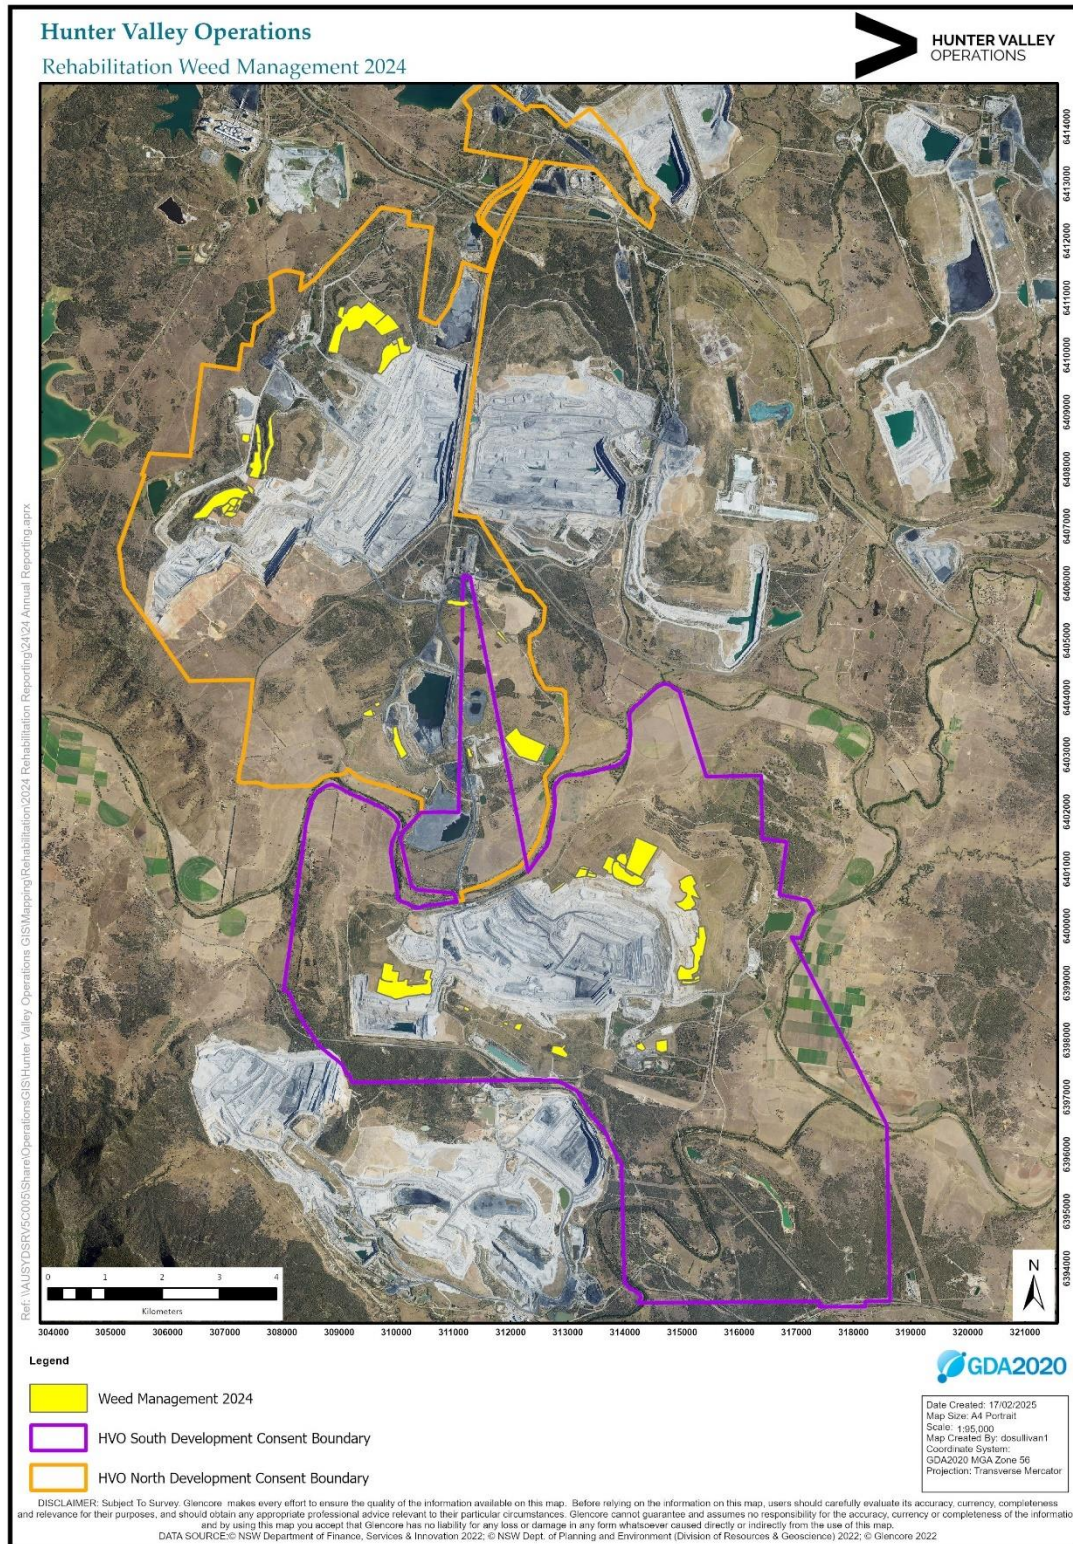 Hunter Valley Operations
Rehabilitation Weed Management 2024
HUNTER VALLEY
OPERATIONS
6414000
6413000
6412000
6411000
6410000
6409000
6408000
6407000
6406000
6405000
6404000
6403000
6402000
6401000
6400000
6399000
6398000
6397000
6396000
6395000
6394000
Ref: \\AUSYDSRV5C005\Share\OperationsGIS\Hunter Valley Operations GIS\Mapping\Rehabilitation\2024 Rehabilitation Reporting\24\24 Annual Reporting.aprx
0 1 2 3 4
Kilometers
N
304000 305000 306000 307000 308000 309000 310000 311000 312000 313000 314000 315000 316000 317000 318000 319000 320000 321000
Legend
Weed Management 2024
HVO South Development Consent Boundary
HVO North Development Consent Boundary
GDA2020
Date Created: 17/02/2025
Map Size: A4 Portrait
Scale: 1:95,000
Map Created By: dosullivan1
Coordinate System:
GDA2020 MGA Zone 56
Projection: Transverse Mercator
DISCLAIMER: Subject To Survey. Glencore makes every effort to ensure the quality of the information available on this map. Before relying on the information on this map, users should carefully evaluate its accuracy, currency, completeness
and relevance for their purposes, and should obtain any appropriate professional advice relevant to their particular circumstances. Glencore cannot guarantee and assumes no responsibility for the accuracy, currency or completeness of the informatio
and by using this map you accept that Glencore has no liability for any loss or damage in any form whatsoever caused directly or indirectly from the use of this map.
DATA SOURCE:© NSW Department of Finance, Services & Innovation 2022; © NSW Dept. of Planning and Environment (Division of Resources & Geoscience) 2022; © Glencore 2022